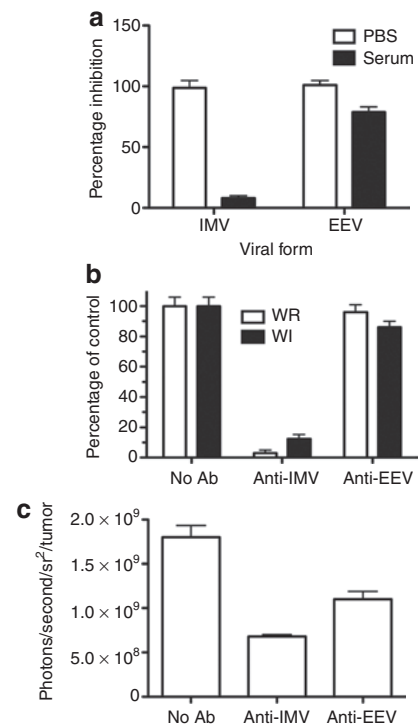 a
Percentage inhibition
150
100
50
0
PBS
Serum
IMV
EEV
Viral form
b
Percentage of control
100
80
60
40
20
0
WR
WI
No Ab
Anti-IMV
Anti-EEV
c
Photons/second/sr²/tumor
2.0 × 10⁹
1.5 × 10⁹
1.0 × 10⁹
5.0 × 10⁸
0
No Ab
Anti-IMV
Anti-EEV